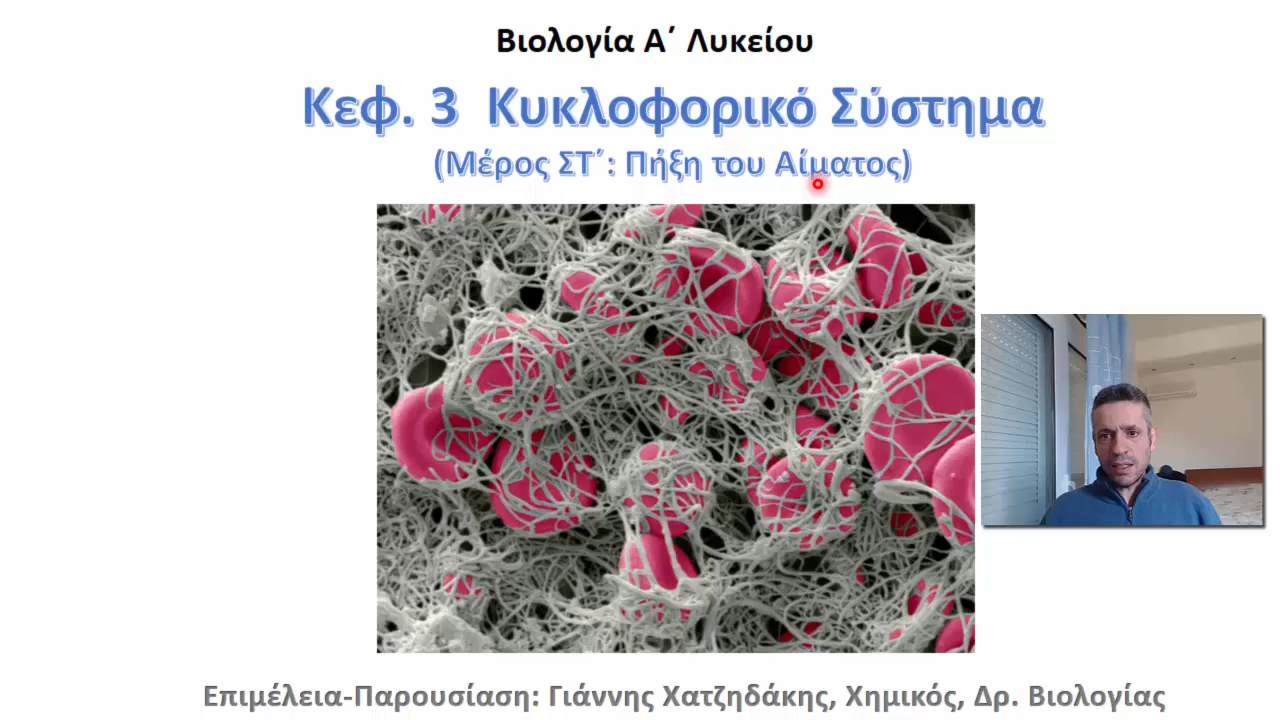 Βιολογία Α΄ Λυκείου
Κεφ. 3 Κυκλοφορικό Σύστημα
(Μέρος ΣΤ΄: Πήξη του Αίματος)
Επιμέλεια-Παρουσίαση: Γιάννης Χατζηδάκης, Χημικός, Δρ. Βιολογίας